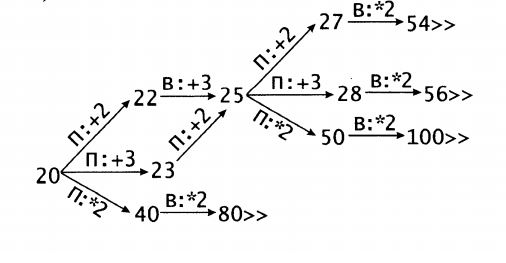 27 В:*2 54>>
П:+2
22 В:+3 25 П:+3 28 В:*2 56>>
П:+2 П:+2 П:*2 50 В:*2 100>>
20 П:+3 23
П:*2 40 В:*2 80>>